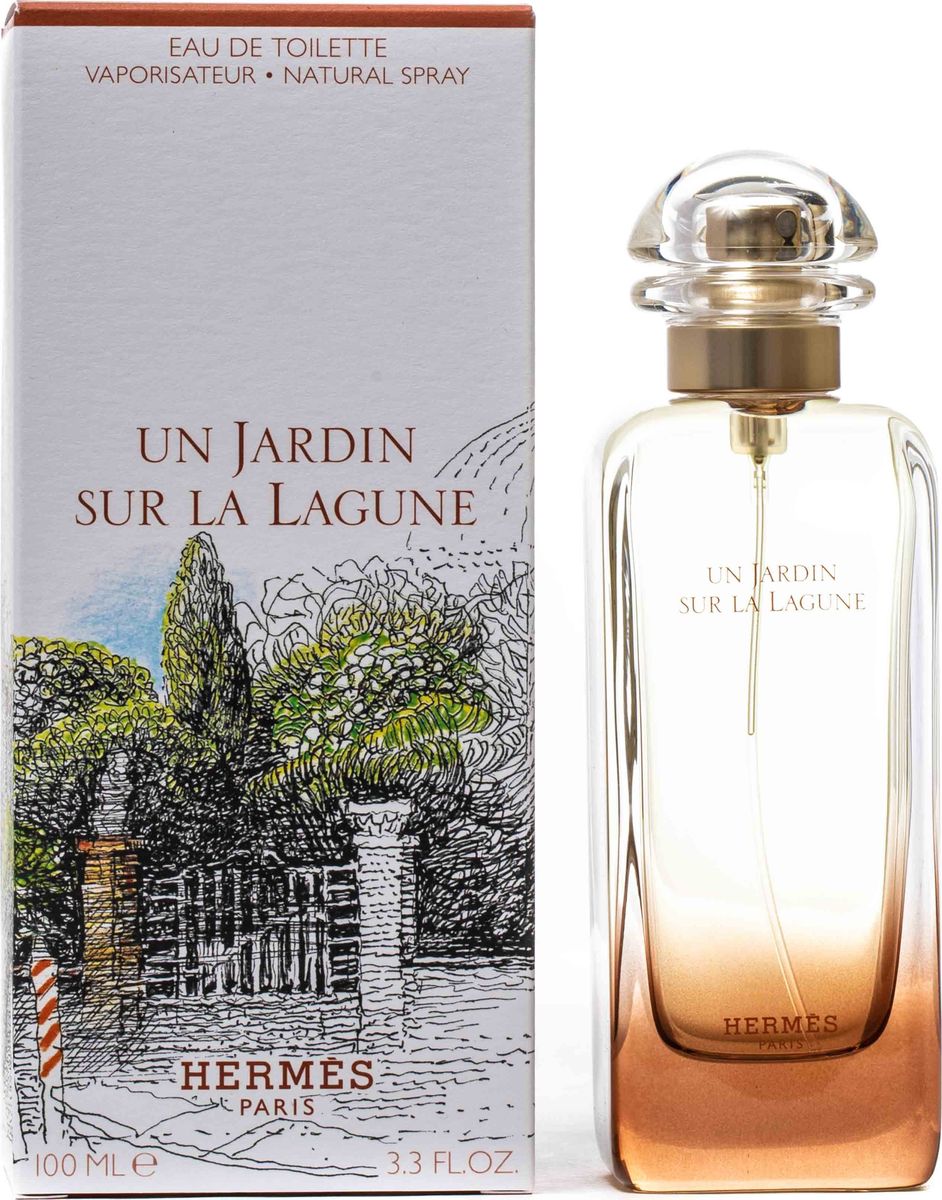 EAU DE TOILETTE
VAPORISATEUR • NATURAL SPRAY
UN JARDIN
SUR LA LAGUNE
HERMÈS
PARIS
100 ML ℮
3.3 FL.OZ.
UN JARDIN
SUR LA LAGUNE
HERMÈS
PARIS